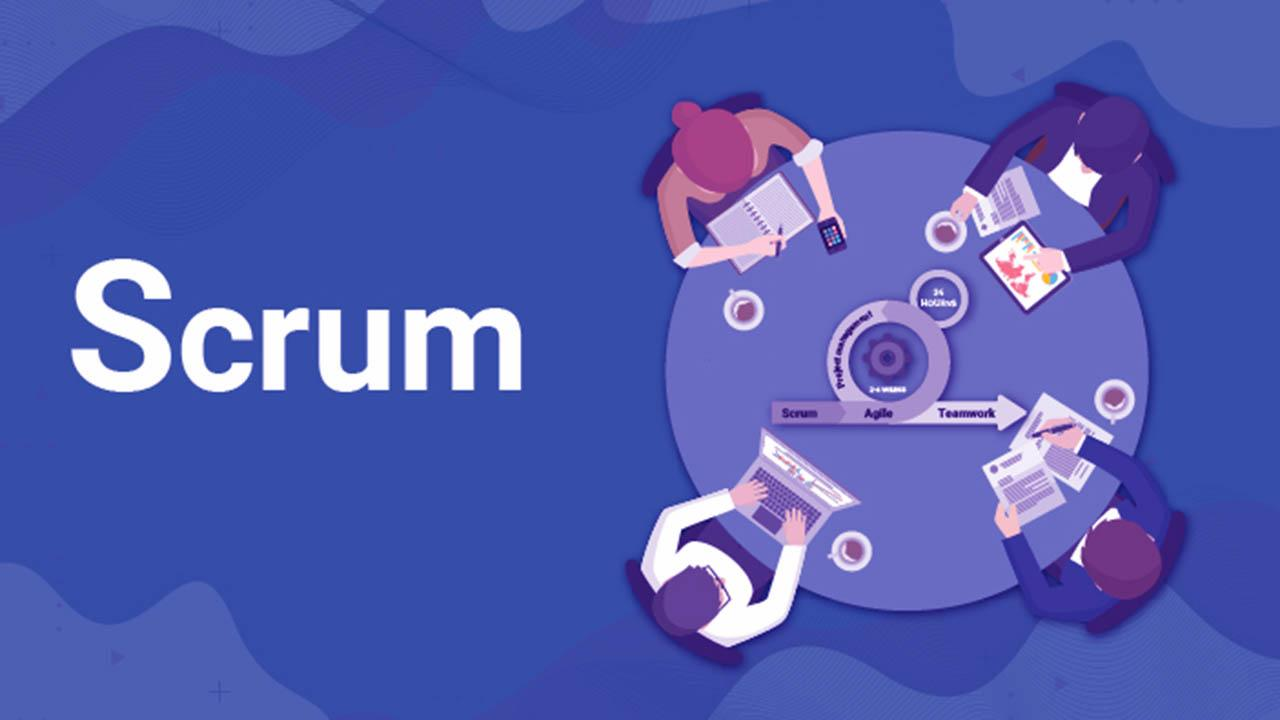 Scrum
24
HOURS
Project management
2-4 WEEKS
Scrum
Agile
Teamwork